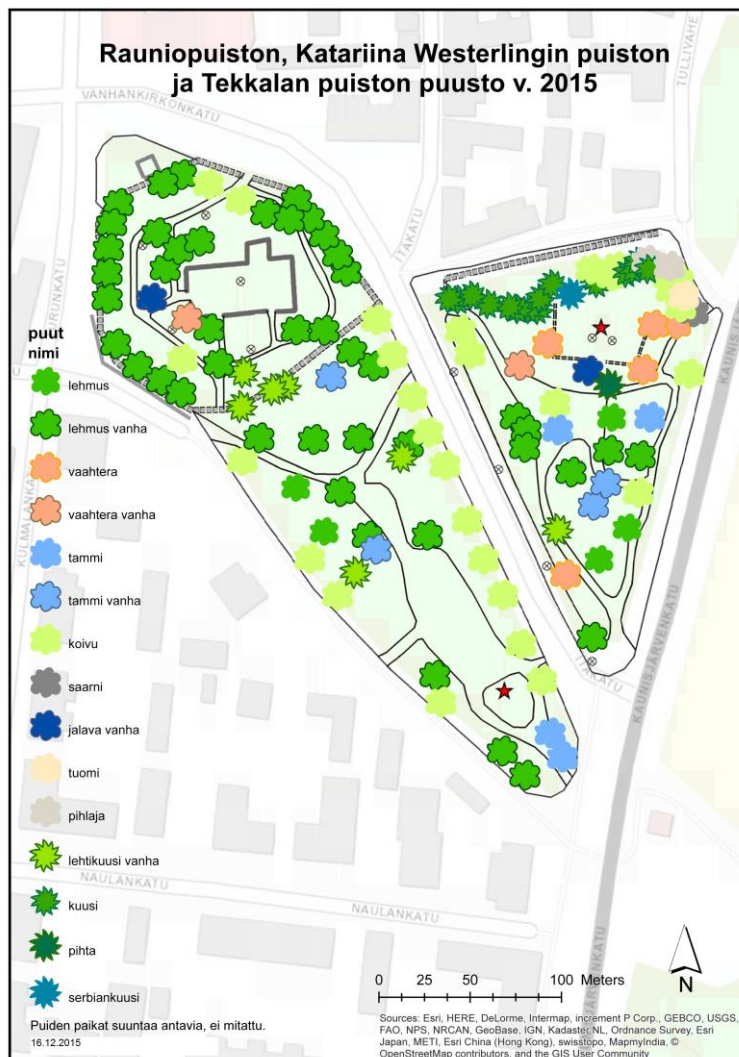 Rauniopuiston, Katariina Westerlingin puiston
ja Tekkalan puiston puusto v. 2015
VANHANKIRKONKATU
TULLIVAHE
ITÄKATU
KAUNISJÄ
URUNKATU
puut
nimi
lehmus
lehmus vanha
vaahtera
vaahtera vanha
tammi
tammi vanha
koivu
saarni
jalava vanha
tuomi
pihlaja
lehtikuusi vanha
kuusi
pihta
serbiankuusi
KULMALANKAT
ITÄKATU
KAUNISJÄRVENKATU
NAULANKATU
NAULANKATU
0 25 50 100 Meters
N
Puiden paikat suuntaa antavia, ei mitattu.
16.12.2015
Sources: Esri, HERE, DeLorme, Intermap, increment P Corp., GEBCO, USGS,
FAO, NPS, NRCAN, GeoBase, IGN, Kadaster NL, Ordnance Survey, Esri
Japan, METI, Esri China (Hong Kong), swisstopo, MapmyIndia, ©
OpenStreetMap contributors, and the GIS User Community